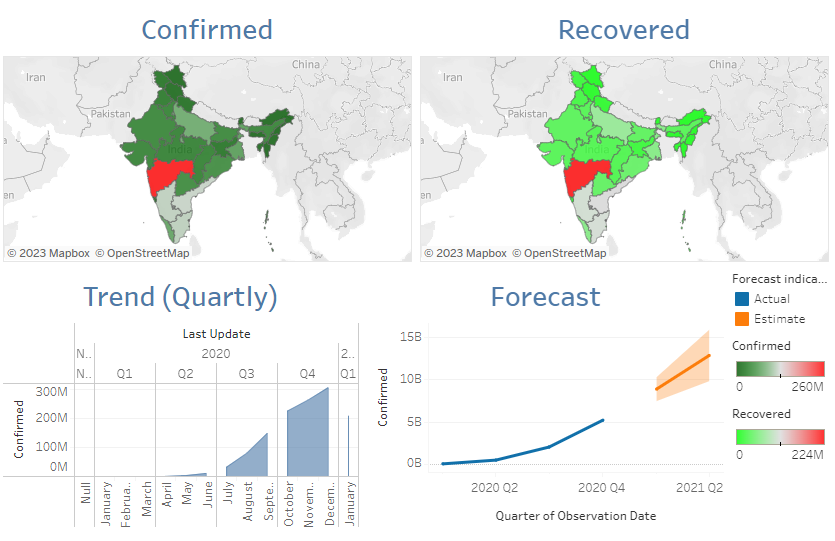 Confirmed
Recovered
Iran
China
Pakistan
India
en
© 2023 Mapbox © OpenStreetMap
Iran
China
Pakistan
India
en
© 2023 Mapbox © OpenStreetMap
Trend (Quartly)
Last Update
N.. 2020 2..
N.. Q1 Q2 Q3 Q4 Q1
Confirmed
300M
200M
100M
0M
Null
January
Februa..
March
April
May
June
July
August
Septe..
October
Novem..
Decem..
January
Forecast
Confirmed
15B
10B
5B
0B
2020 Q2
2020 Q4
2021 Q2
Quarter of Observation Date
Forecast indica...
Actual
Estimate
Confirmed
0 260M
Recovered
0 224M